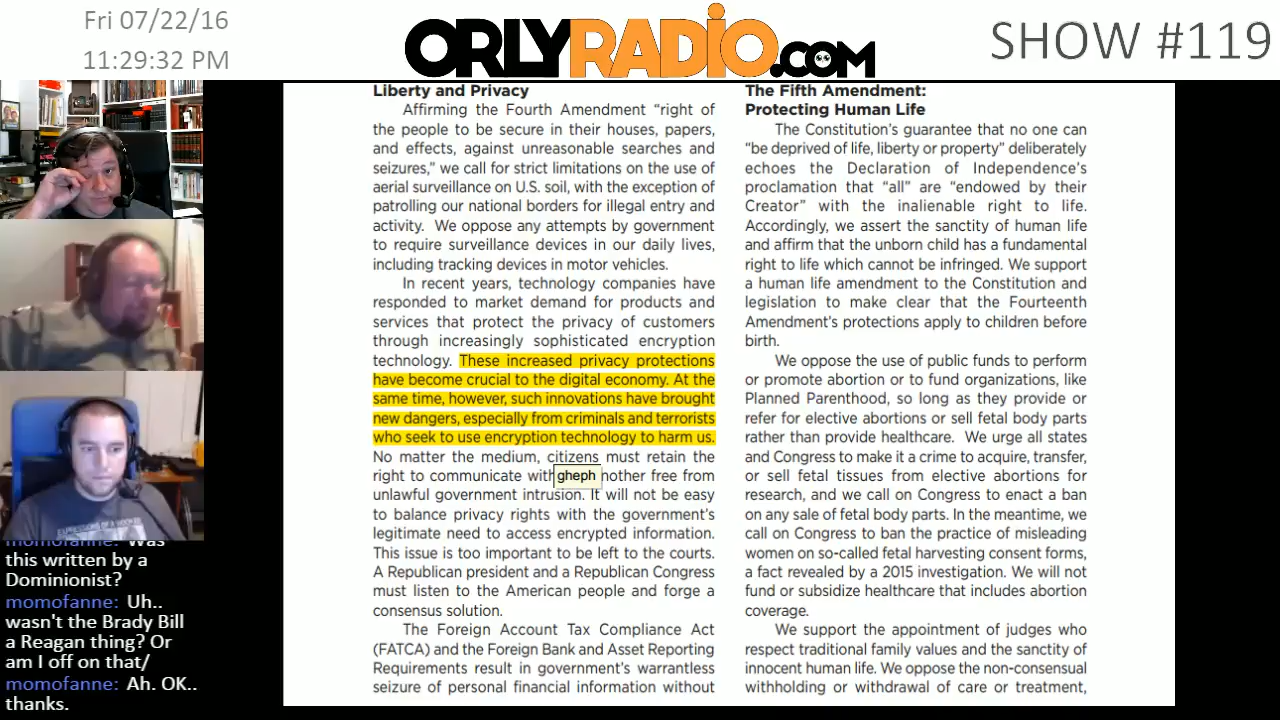 Fri 07/22/16
11:29:32 PM
ORLYRADiO.COM
SHOW #119
Liberty and Privacy
Affirming the Fourth Amendment “right of
the people to be secure in their houses, papers,
and effects, against unreasonable searches and
seizures,” we call for strict limitations on the use of
aerial surveillance on U.S. soil, with the exception of
patrolling our national borders for illegal entry and
activity. We oppose any attempts by government
to require surveillance devices in our daily lives,
including tracking devices in motor vehicles.
In recent years, technology companies have
responded to market demand for products and
services that protect the privacy of customers
through increasingly sophisticated encryption
technology. These increased privacy protections
have become crucial to the digital economy. At the
same time, however, such innovations have brought
new dangers, especially from criminals and terrorists
who seek to use encryption technology to harm us.
No matter the medium, citizens must retain the
right to communicate with gheph nother free from
unlawful government intrusion. It will not be easy
to balance privacy rights with the government’s
legitimate need to access encrypted information.
This issue is too important to be left to the courts.
A Republican president and a Republican Congress
must listen to the American people and forge a
consensus solution.
The Foreign Account Tax Compliance Act
(FATCA) and the Foreign Bank and Asset Reporting
Requirements result in government’s warrantless
seizure of personal financial information without
The Fifth Amendment:
Protecting Human Life
The Constitution’s guarantee that no one can
“be deprived of life, liberty or property” deliberately
echoes the Declaration of Independence’s
proclamation that “all” are “endowed by their
Creator” with the inalienable right to life.
Accordingly, we assert the sanctity of human life
and affirm that the unborn child has a fundamental
right to life which cannot be infringed. We support
a human life amendment to the Constitution and
legislation to make clear that the Fourteenth
Amendment’s protections apply to children before
birth.
We oppose the use of public funds to perform
or promote abortion or to fund organizations, like
Planned Parenthood, so long as they provide or
refer for elective abortions or sell fetal body parts
rather than provide healthcare. We urge all states
and Congress to make it a crime to acquire, transfer,
or sell fetal tissues from elective abortions for
research, and we call on Congress to enact a ban
on any sale of fetal body parts. In the meantime, we
call on Congress to ban the practice of misleading
women on so-called fetal harvesting consent forms,
a fact revealed by a 2015 investigation. We will not
fund or subsidize healthcare that includes abortion
coverage.
We support the appointment of judges who
respect traditional family values and the sanctity of
innocent human life. We oppose the non-consensual
withholding or withdrawal of care or treatment,
momofanne: Was
this written by a
Dominionist?
momofanne: Uh..
wasn't the Brady Bill
a Reagan thing? Or
am I off on that/
momofanne: Ah. OK..
thanks.